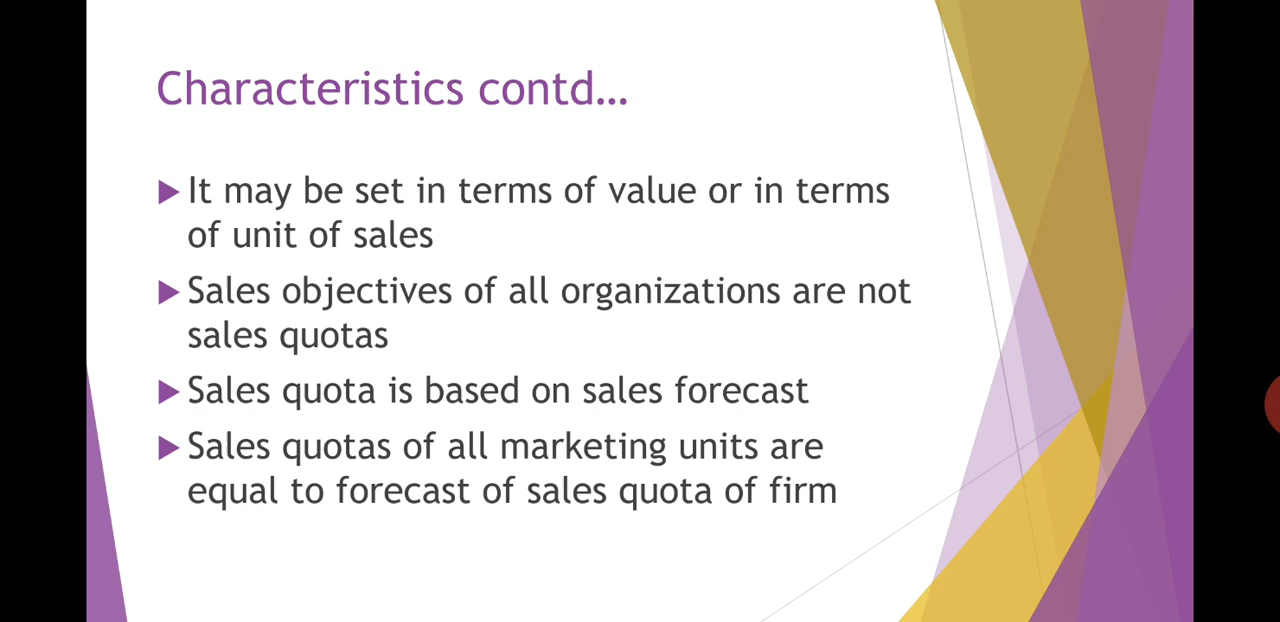 Characteristics contd...
It may be set in terms of value or in terms
of unit of sales
Sales objectives of all organizations are not
sales quotas
Sales quota is based on sales forecast
Sales quotas of all marketing units are
equal to forecast of sales quota of firm